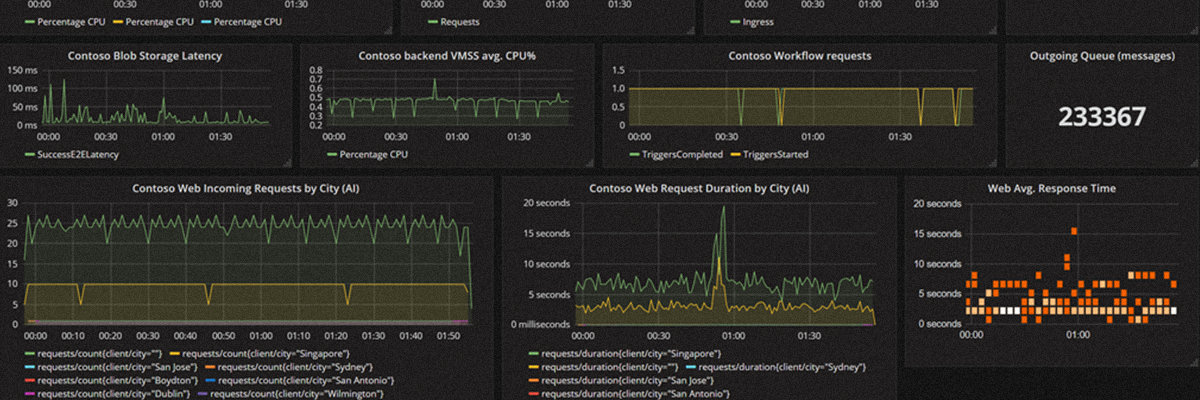 00:00 00:30 01:00 01:30
Percentage CPU Percentage CPU Percentage CPU
00:00 00:30 01:00 01:30
Requests
00:00 00:30 01:00 01:30
Ingress
Contoso Blob Storage Latency
150 ms
100 ms
50 ms
0 ms
00:00 00:30 01:00 01:30
SuccessE2ELatency
Contoso backend VMSS avg. CPU%
0.8
0.7
0.6
0.5
0.4
0.3
0.2
00:00 00:30 01:00 01:30
Percentage CPU
Contoso Workflow requests
1.5
1.0
0.5
0
00:00 00:30 01:00 01:30
TriggersCompleted TriggersStarted
Outgoing Queue (messages)
233367
Contoso Web Incoming Requests by City (AI)
30
25
20
15
10
5
0
00:00 00:10 00:20 00:30 00:40 00:50 01:00 01:10 01:20 01:30 01:40 01:50
requests/count{client/city=""} requests/count{client/city="Singapore"}
requests/count{client/city="San Jose"} requests/count{client/city="Sydney"}
requests/count{client/city="Boydton"} requests/count{client/city="San Antonio"}
requests/count{client/city="Dublin"} requests/count{client/city="Wilmington"}
Contoso Web Request Duration by City (AI)
20 seconds
15 seconds
10 seconds
5 seconds
0 milliseconds
00:00 00:30 01:00 01:30
requests/duration{client/city="Singapore"}
requests/duration{client/city=""} requests/duration{client/city="Sydney"}
requests/duration{client/city="San Jose"}
requests/duration{client/city="San Antonio"}
Web Avg. Response Time
20 seconds
15 seconds
10 seconds
5 seconds
0 seconds
00:00 01:00